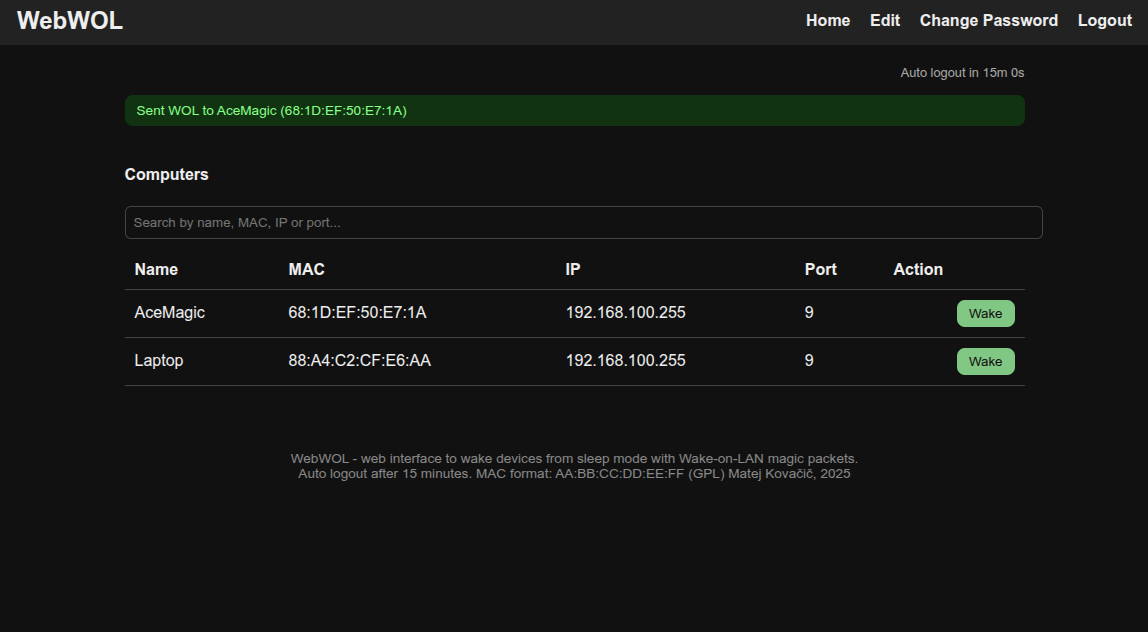 WebWOL Home Edit Change Password Logout
Auto logout in 15m 0s
Sent WOL to AceMagic (68:1D:EF:50:E7:1A)
Computers
Search by name, MAC, IP or port...
Name MAC IP Port Action
AceMagic 68:1D:EF:50:E7:1A 192.168.100.255 9 Wake
Laptop 88:A4:C2:CF:E6:AA 192.168.100.255 9 Wake
WebWOL - web interface to wake devices from sleep mode with Wake-on-LAN magic packets.
Auto logout after 15 minutes. MAC format: AA:BB:CC:DD:EE:FF (GPL) Matej Kovačič, 2025